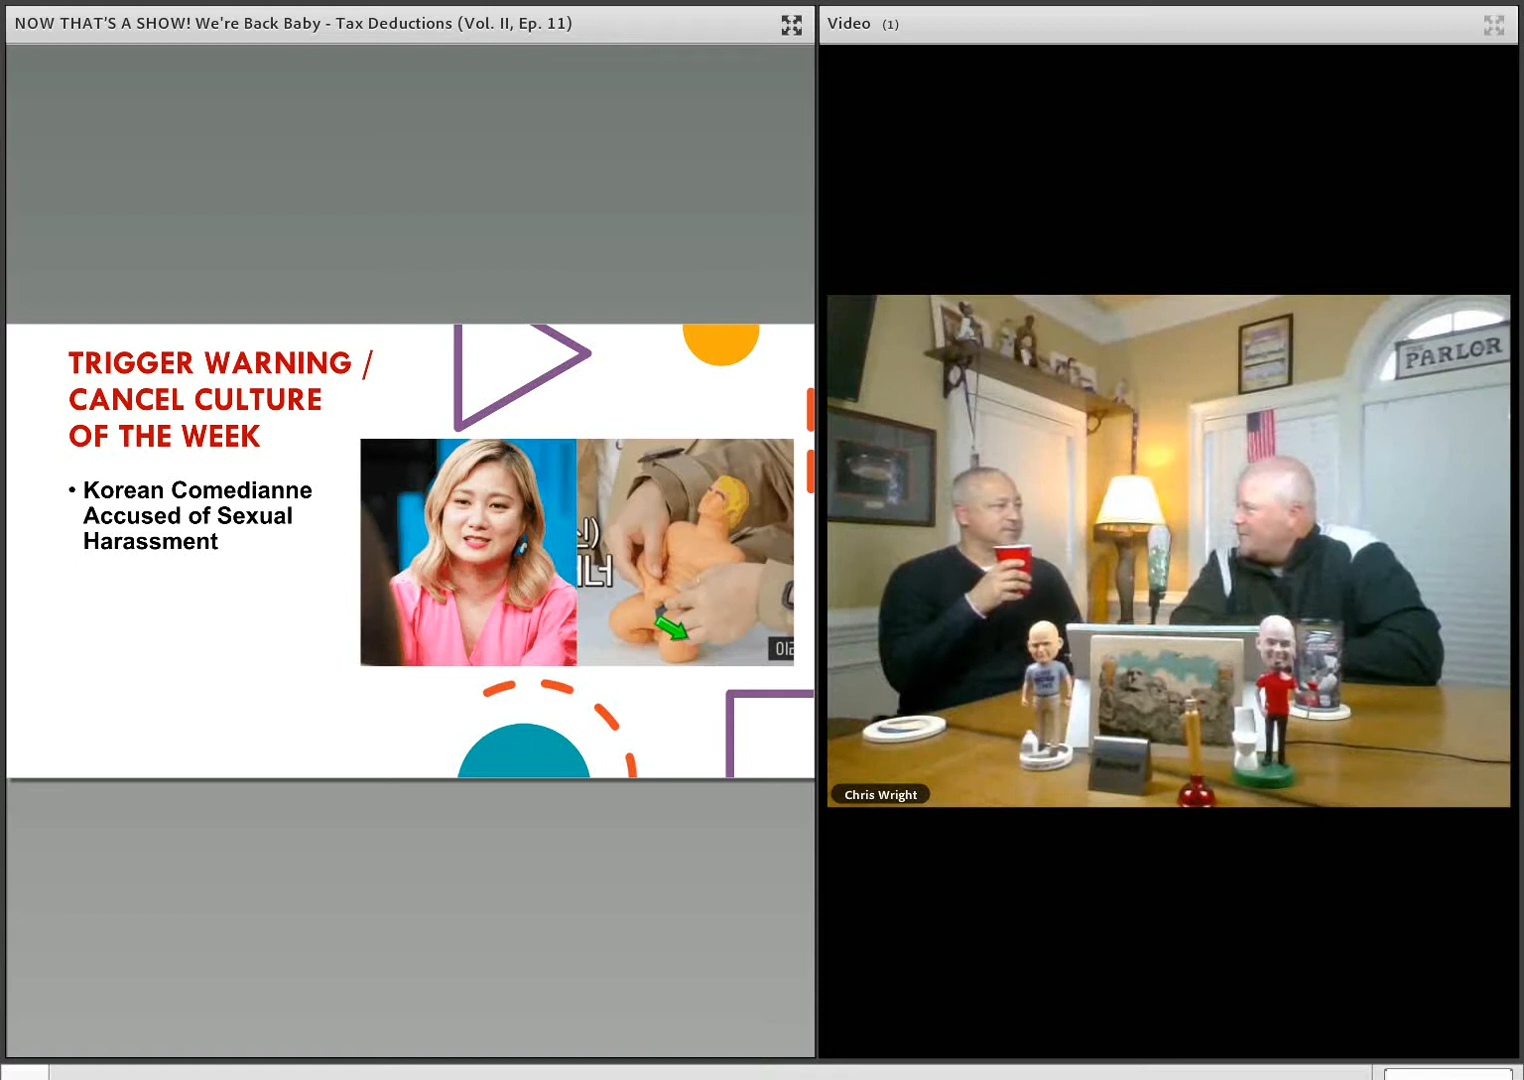 NOW THAT'S A SHOW! We're Back Baby - Tax Deductions (Vol. II, Ep. 11)
Video (1)
TRIGGER WARNING /
CANCEL CULTURE
OF THE WEEK
• Korean Comedianne
Accused of Sexual
Harassment
PARLOR
Chris Wright